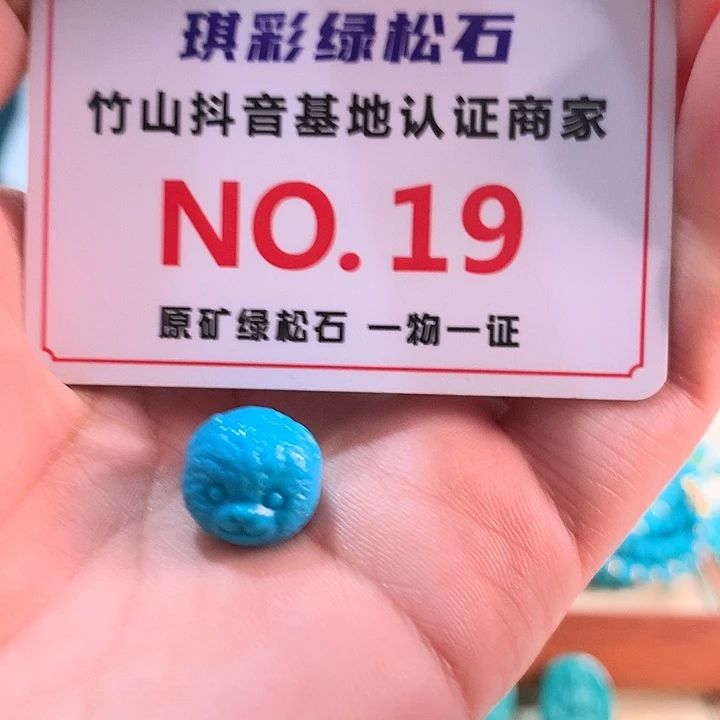 琪彩绿松石
竹山抖音基地认证商家
NO.19
原矿绿松石 一物一证